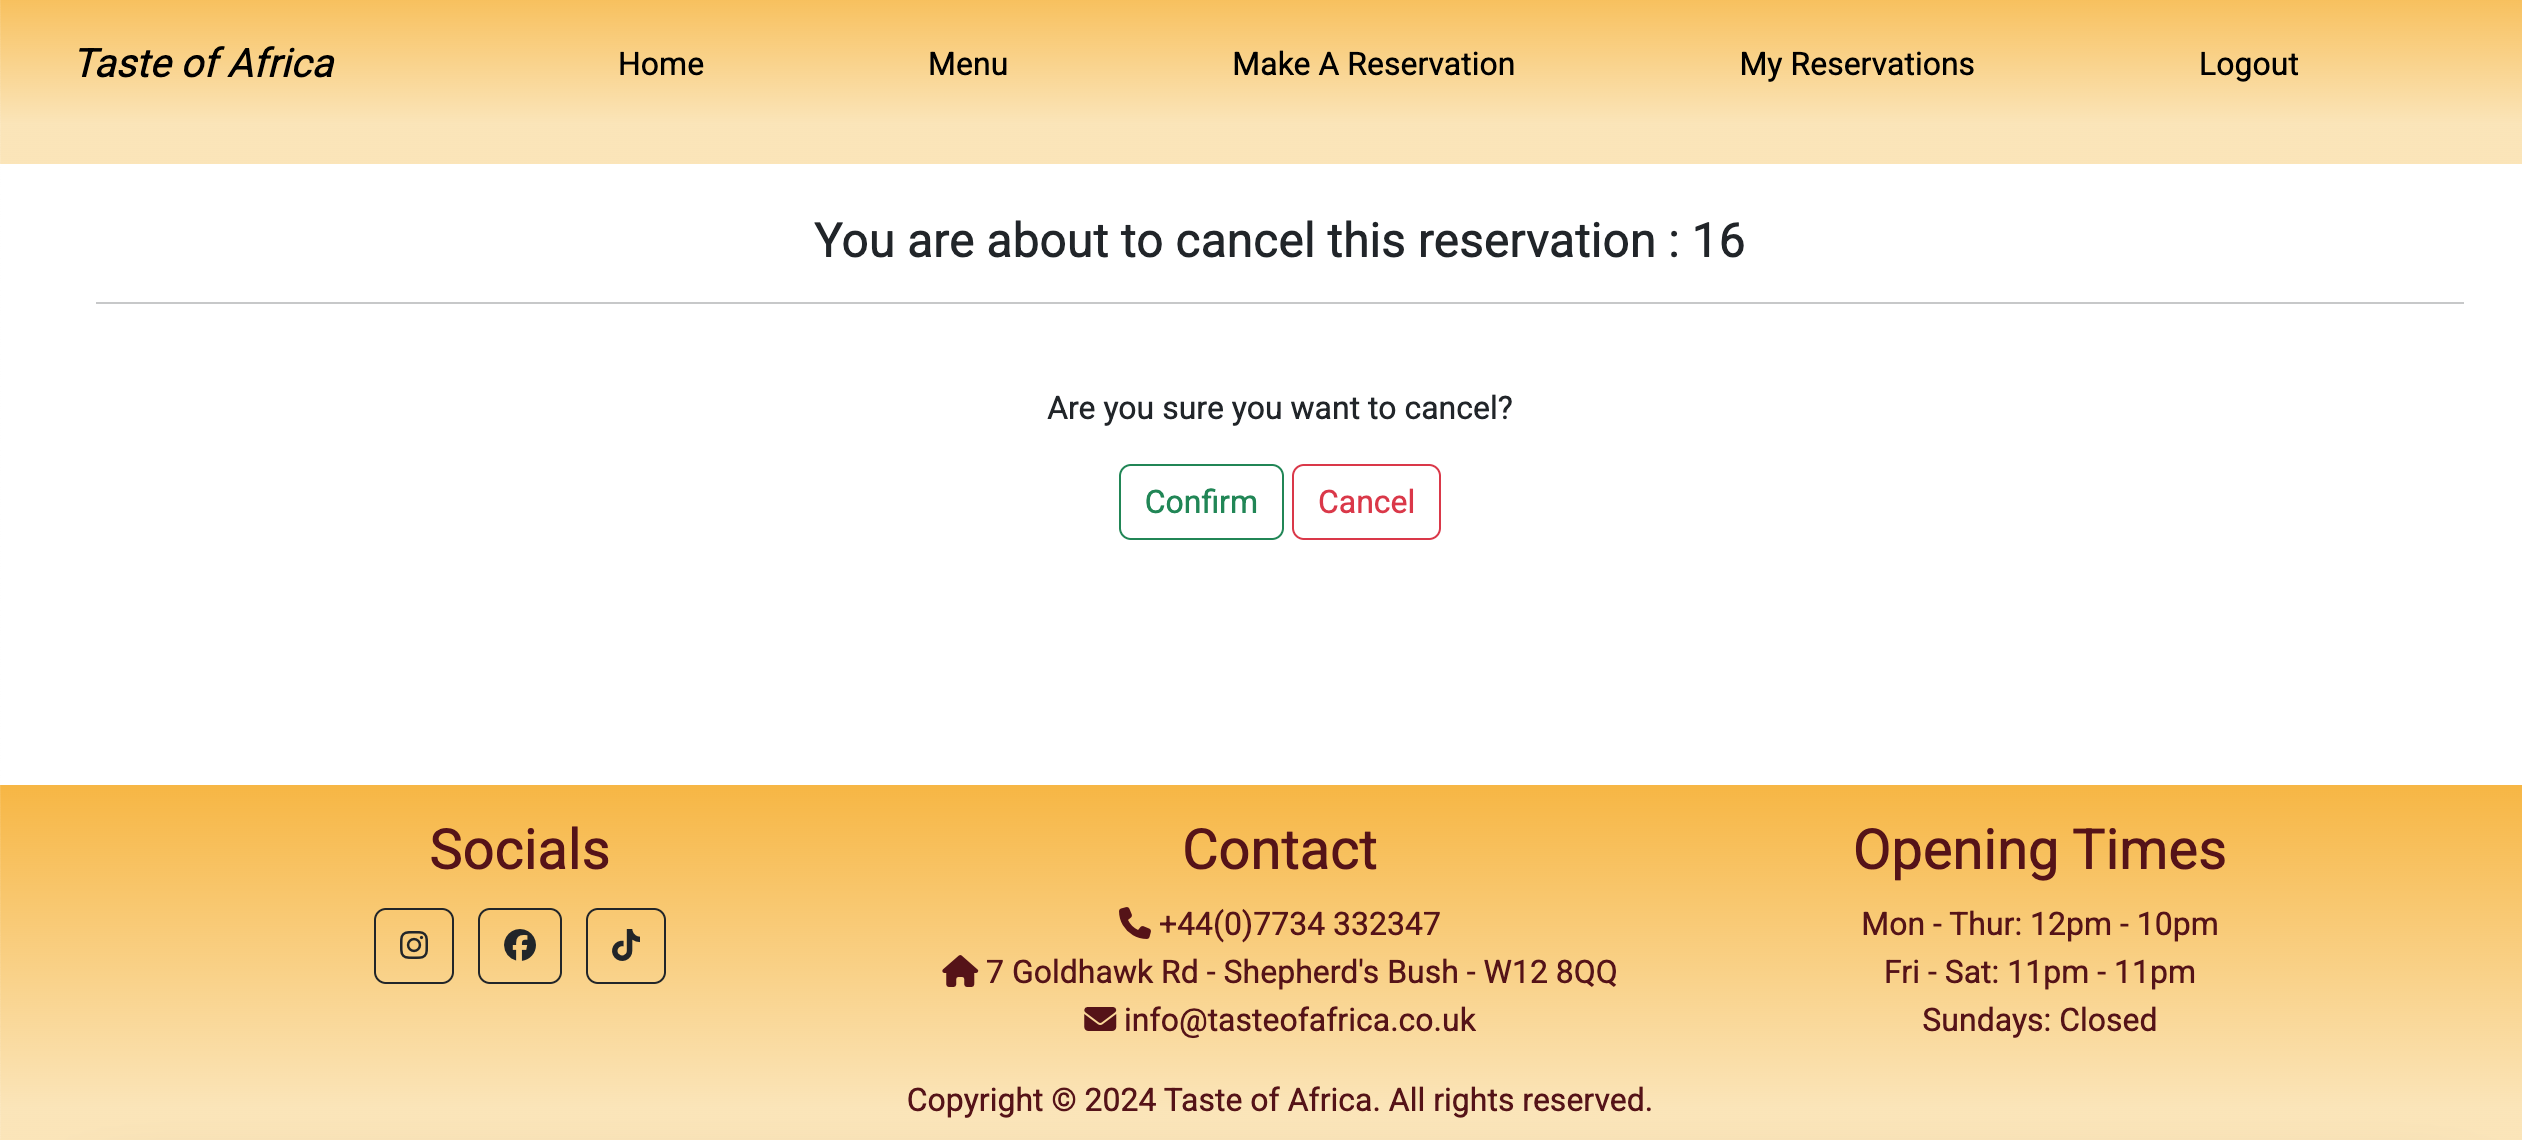 Taste of Africa
Home
Menu
Make A Reservation
My Reservations
Logout
You are about to cancel this reservation : 16
Are you sure you want to cancel?
Confirm
Cancel
Socials
Contact
+44(0)7734 332347
7 Goldhawk Rd - Shepherd's Bush - W12 8QQ
info@tasteofafrica.co.uk
Opening Times
Mon - Thur: 12pm - 10pm
Fri - Sat: 11pm - 11pm
Sundays: Closed
Copyright © 2024 Taste of Africa. All rights reserved.